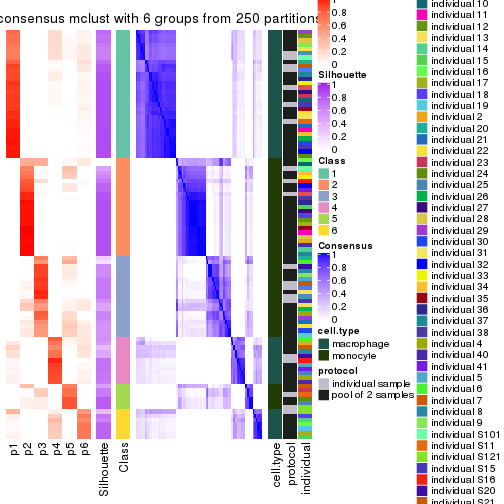 consensus mclust with 6 groups from 250 partitions
0.8
0.6
0.4
0.2
0
Silhouette
1
0.8
0.6
0.4
0.2
0
Class
1
2
3
4
5
6
Consensus
1
0.8
0.6
0.4
0.2
0
cell.type
macrophage
monocyte
protocol
individual sample
pool of 2 samples
p1
p2
p3
p4
p5
p6
Silhouette
Class
cell.type
protocol
individual
individual 10
individual 11
individual 12
individual 13
individual 14
individual 15
individual 16
individual 17
individual 18
individual 19
individual 2
individual 20
individual 21
individual 22
individual 23
individual 24
individual 25
individual 26
individual 27
individual 28
individual 29
individual 30
individual 31
individual 32
individual 33
individual 34
individual 35
individual 36
individual 37
individual 38
individual 4
individual 40
individual 41
individual 5
individual 6
individual 7
individual 8
individual 9
individual S101
individual S11
individual S121
individual S15
individual S16
individual S20
individual S21